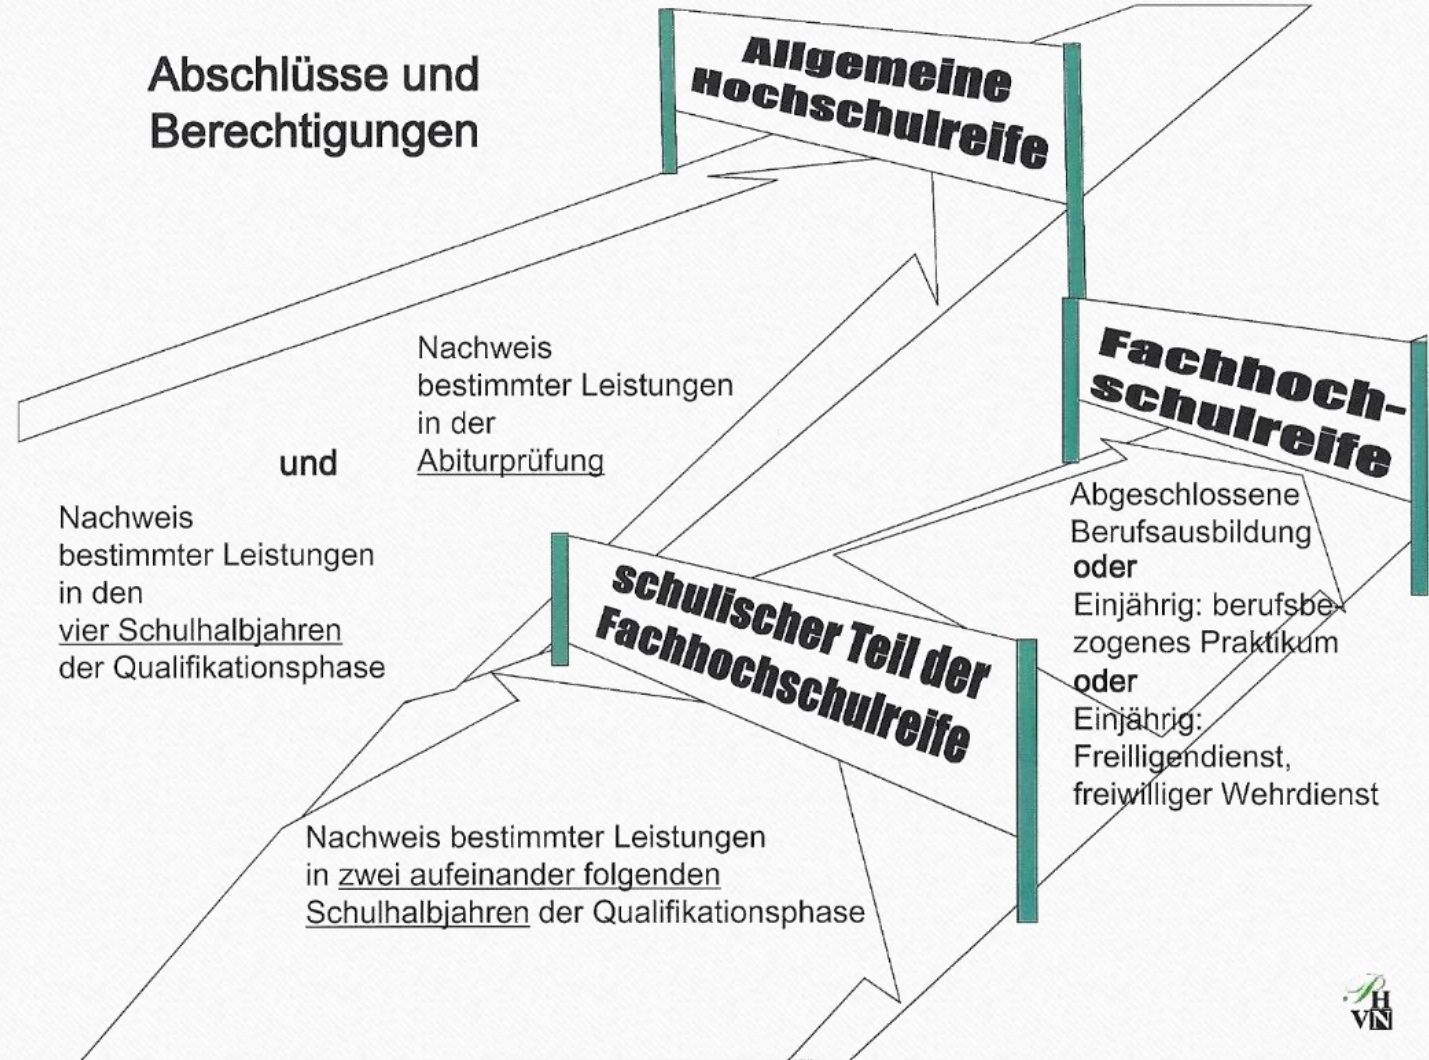 Abschlüsse und
Berechtigungen
Allgemeine
Hochschulreife
Fachhoch-
schulreife
Nachweis
bestimmter Leistungen
in der
Abiturprüfung
und
Nachweis
bestimmter Leistungen
in den
vier Schulhalbjahren
der Qualifikationsphase
Abgeschlossene
Berufsausbildung
oder
Einjährig: berufsbe-
zogenes Praktikum
oder
Einjährig:
Freilligendienst,
freiwilliger Wehrdienst
schulischer Teil der
Fachhochschulreife
Nachweis bestimmter Leistungen
in zwei aufeinander folgenden
Schulhalbjahren der Qualifikationsphase
PH
VN